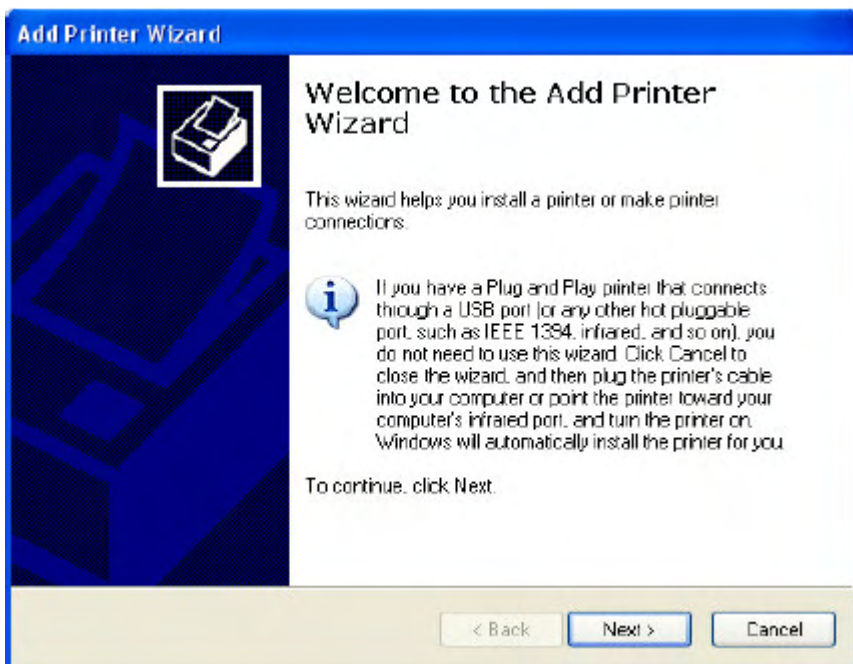 Add Printer Wizard
Welcome to the Add Printer
Wizard
This wizard helps you install a printer or make printer
connections.
If you have a Plug and Play printer that connects
through a USB port (or any other hot pluggable
port, such as IEEE 1394, infrared, and so on), you
do not need to use this wizard. Click Cancel to
close the wizard, and then plug the printer's cable
into your computer or point the printer toward your
computer's infrared port, and turn the printer on.
Windows will automatically install the printer for you.
To continue, click Next.
< Back
Next >
Cancel